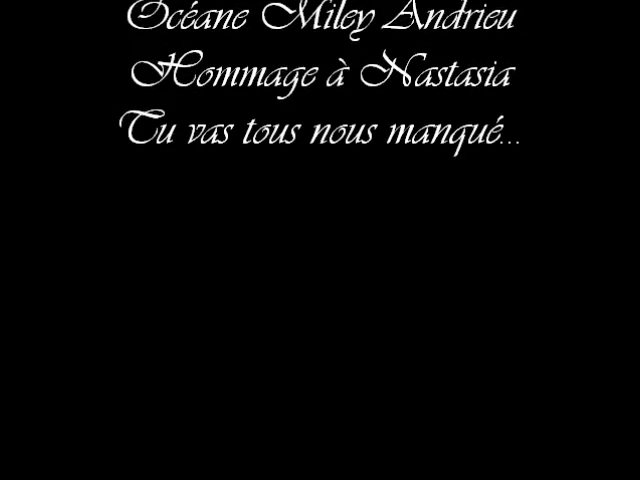 Océane Miley Andrieu
Hommage à Nastasia
Tu vas tous nous manqué...